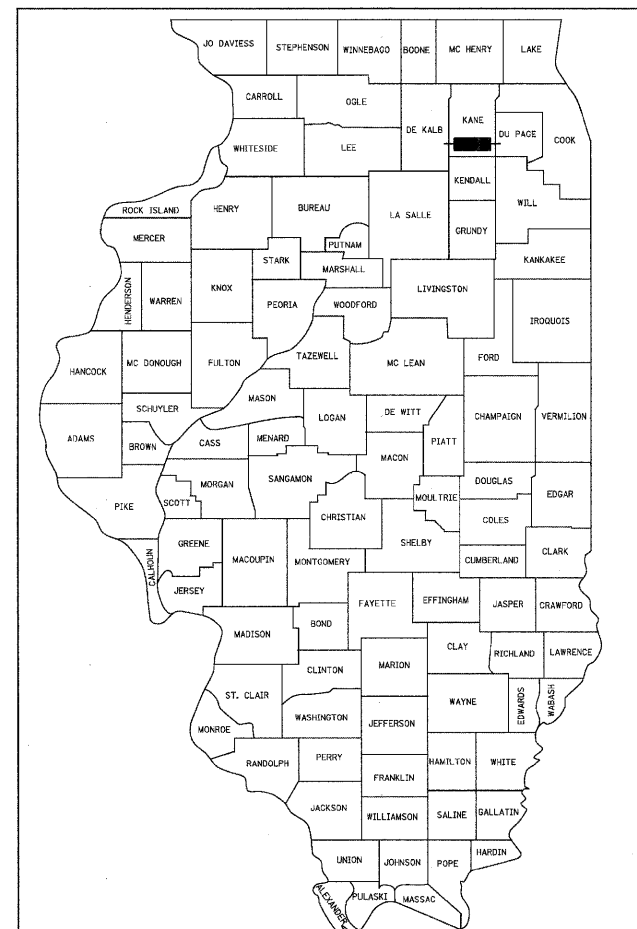 JO DAVIESS
STEPHENSON
WINNEBAGO
BOONE
MC HENRY
LAKE
CARROLL
OGLE
DE KALB
KANE
DU PAGE
COOK
WHITESIDE
LEE
KENDALL
WILL
ROCK ISLAND
HENRY
BUREAU
LA SALLE
GRUNDY
MERCER
PUTNAM
STARK
MARSHALL
KANKAKEE
HENDERSON
WARREN
KNOX
PEORIA
WOODFORD
LIVINGSTON
IROQUOIS
HANCOCK
MC DONOUGH
FULTON
TAZEWELL
MC LEAN
FORD
MASON
SCHUYLER
LOGAN
DE WITT
CHAMPAIGN
VERMILION
ADAMS
BROWN
CASS
MENARD
PIATT
MACON
MORGAN
SANGAMON
DOUGLAS
PIKE
SCOTT
MOULTRIE
EDGAR
CHRISTIAN
COLES
GREENE
CALHOUN
MACOUPIN
MONTGOMERY
SHELBY
CUMBERLAND
CLARK
JERSEY
FAYETTE
EFFINGHAM
JASPER
CRAWFORD
MADISON
BOND
CLAY
RICHLAND
LAWRENCE
CLINTON
MARION
ST. CLAIR
WAYNE
EDWARDS
WABASH
WASHINGTON
JEFFERSON
MONROE
RANDOLPH
PERRY
HAMILTON
WHITE
FRANKLIN
JACKSON
WILLIAMSON
SALINE
GALLATIN
UNION
JOHNSON
POPE
HARDIN
ALEXANDER
PULASKI
MASSAC